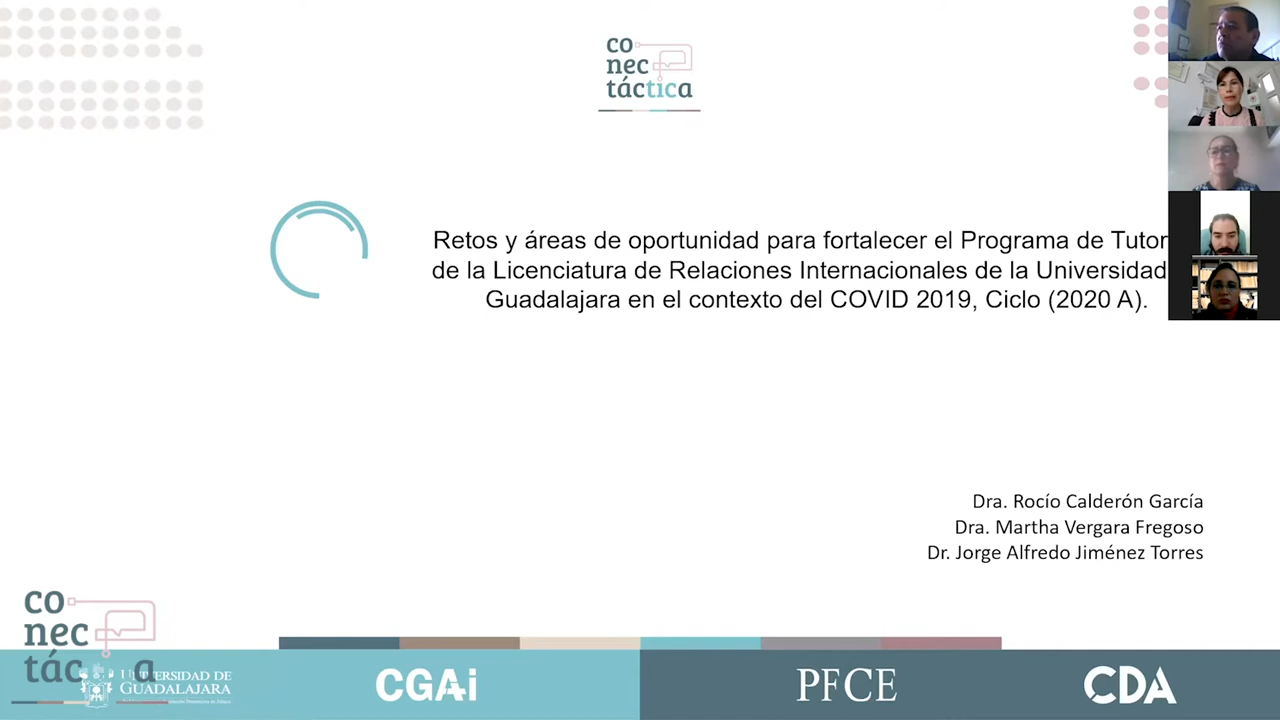 co
nec
táctica
Retos y áreas de oportunidad para fortalecer el Programa de Tutor
de la Licenciatura de Relaciones Internacionales de la Universidad
Guadalajara en el contexto del COVID 2019, Ciclo (2020 A).
Dra. Rocío Calderón García
Dra. Martha Vergara Fregoso
Dr. Jorge Alfredo Jiménez Torres
co
nec
tác a
UNIVERSIDAD DE
GUADALAJARA
CGAi
PFCE
CDA